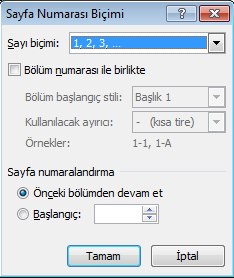 Sayfa Numarası Biçimi
Sayı biçimi: 1, 2, 3, ...
Bölüm numarası ile birlikte
Bölüm başlangıç stili: Başlık 1
Kullanılacak ayırıcı: - (kısa tire)
Örnekler: 1-1, 1-A
Sayfa numaralandırma
Önceki bölümden devam et
Başlangıç:
Tamam İptal